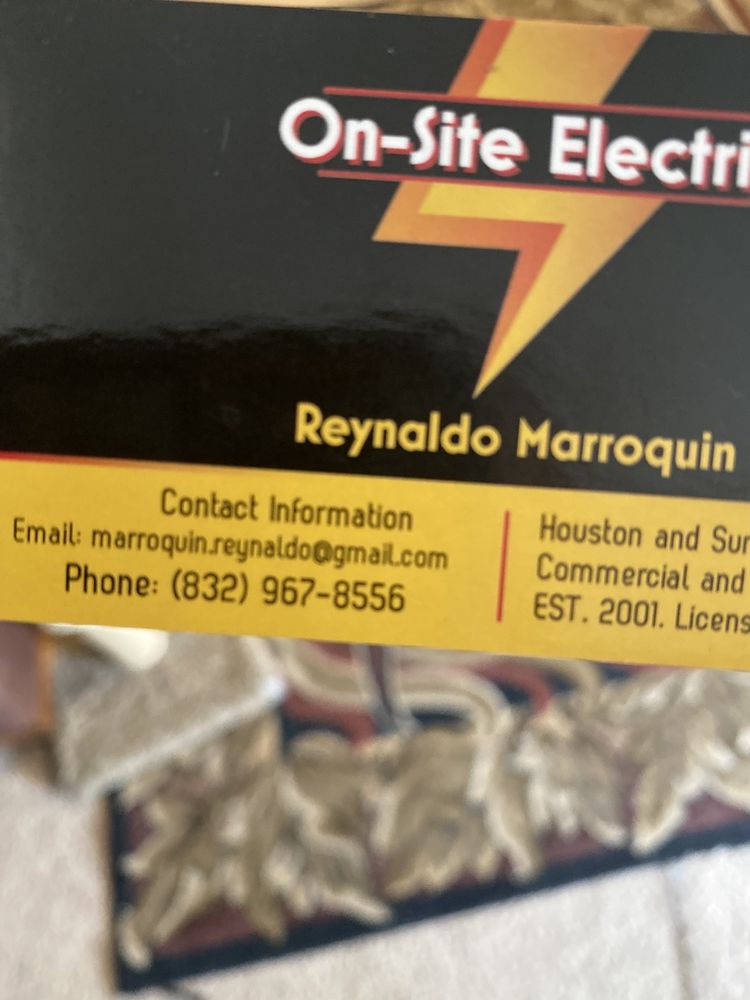 On-Site Electri
Reynaldo Marroquin
Contact Information
Email: marroquin.reynaldo@gmail.com
Phone: (832) 967-8556
Houston and Sur
Commercial and
EST. 2001. Licens